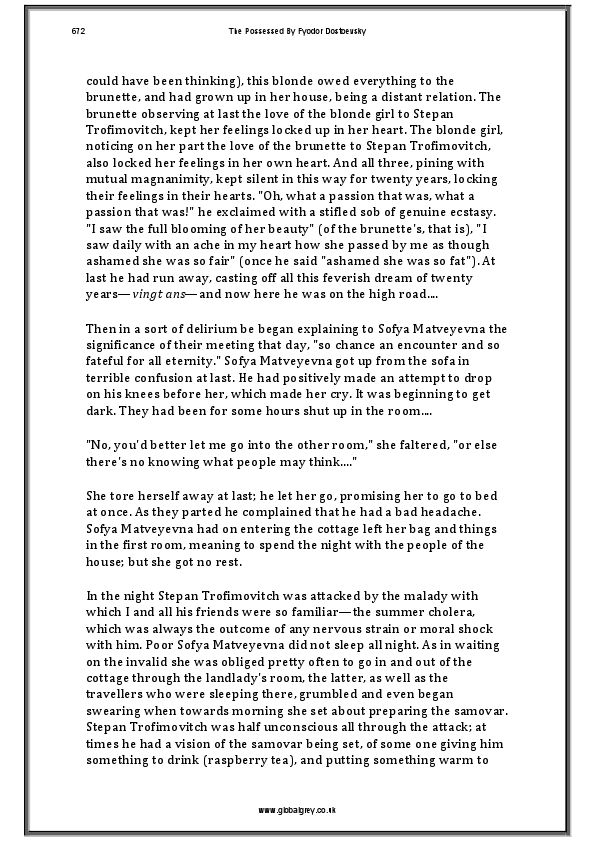 672
The Possessed By Fyodor Dostoevsky
could have been thinking), this blonde owed everything to the
brunette, and had grown up in her house, being a distant relation. The
brunette observing at last the love of the blonde girl to Stepan
Trofimovitch, kept her feelings locked up in her heart. The blonde girl,
noticing on her part the love of the brunette to Stepan Trofimovitch,
also locked her feelings in her own heart. And all three, pining with
mutual magnanimity, kept silent in this way for twenty years, locking
their feelings in their hearts. "Oh, what a passion that was, what a
passion that was!" he exclaimed with a stifled sob of genuine ecstasy.
"I saw the full blooming of her beauty" (of the brunette's, that is), "I
saw daily with an ache in my heart how she passed by me as though
ashamed she was so fair" (once he said "ashamed she was so fat"). At
last he had run away, casting off all this feverish dream of twenty
years—vingt ans—and now here he was on the high road....
Then in a sort of delirium be began explaining to Sofya Matveyevna the
significance of their meeting that day, "so chance an encounter and so
fateful for all eternity." Sofya Matveyevna got up from the sofa in
terrible confusion at last. He had positively made an attempt to drop
on his knees before her, which made her cry. It was beginning to get
dark. They had been for some hours shut up in the room....
"No, you'd better let me go into the other room," she faltered, "or else
there's no knowing what people may think...."
She tore herself away at last; he let her go, promising her to go to bed
at once. As they parted he complained that he had a bad headache.
Sofya Matveyevna had on entering the cottage left her bag and things
in the first room, meaning to spend the night with the people of the
house; but she got no rest.
In the night Stepan Trofimovitch was attacked by the malady with
which I and all his friends were so familiar—the summer cholera,
which was always the outcome of any nervous strain or moral shock
with him. Poor Sofya Matveyevna did not sleep all night. As in waiting
on the invalid she was obliged pretty often to go in and out of the
cottage through the landlady's room, the latter, as well as the
travellers who were sleeping there, grumbled and even began
swearing when towards morning she set about preparing the samovar.
Stepan Trofimovitch was half unconscious all through the attack; at
times he had a vision of the samovar being set, of some one giving him
something to drink (raspberry tea), and putting something warm to
www.globalgrey.co.uk